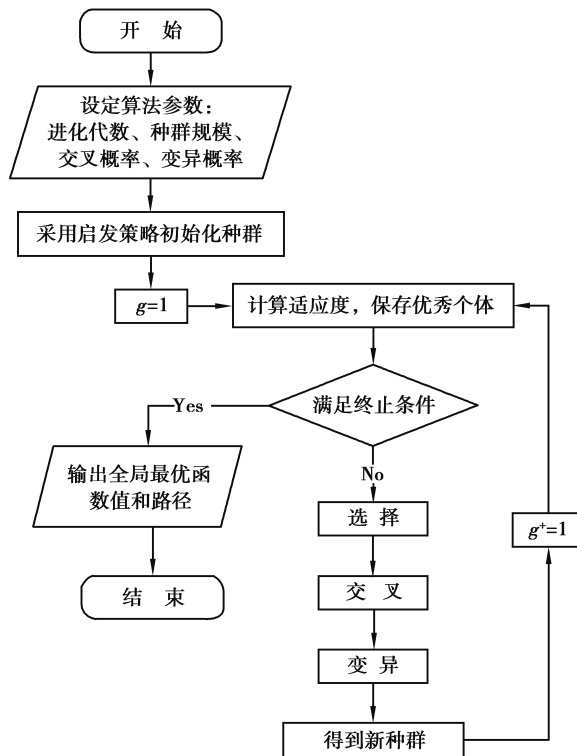 开 始
设定算法参数：
进化代数、种群规模、
交叉概率、变异概率
采用启发策略初始化种群
g=1
计算适应度，保存优秀个体
满足终止条件
Yes
输出全局最优函
数值和路径
结 束
No
选 择
交 叉
变 异
得到新种群
g⁺=1